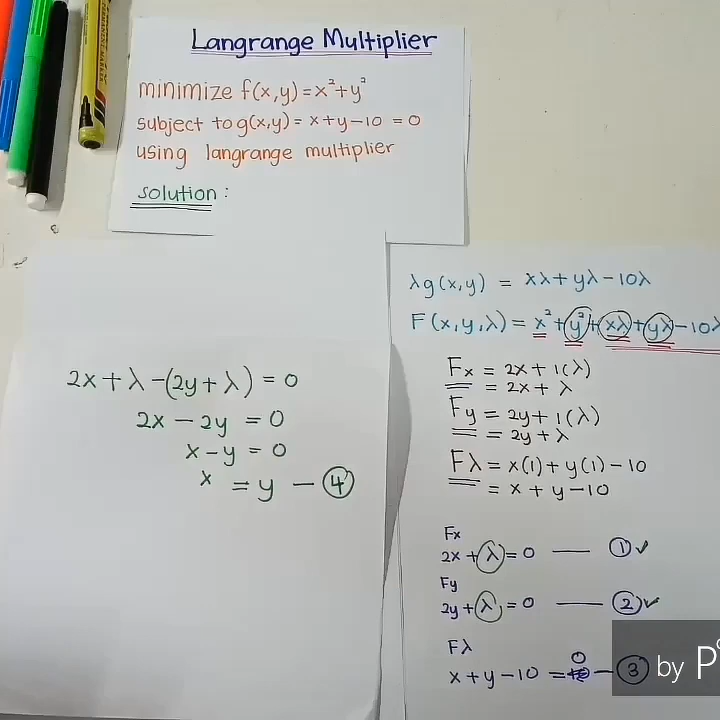 Langrange Multiplier
minimize f(x,y)=x²+y²
subject to g(x,y) = x+y−10 = 0
using langrange multiplier
solution :
2x+λ−(2y+λ) = 0
2x − 2y = 0
x−y = 0
x = y − ④
λg(x,y) = xλ+yλ−10λ
F(x,y,λ) = x²+y²+xλ+yλ−10λ
Fx = 2x+1(λ)
= 2x+λ
Fy = 2y+1(λ)
= 2y+λ
Fλ = x(1)+y(1)−10
= x+y−10
Fx
2x+λ=0 — ①✓
Fy
2y+λ=0 — ②✓
Fλ
x+y−10 = 0 − ③
by P